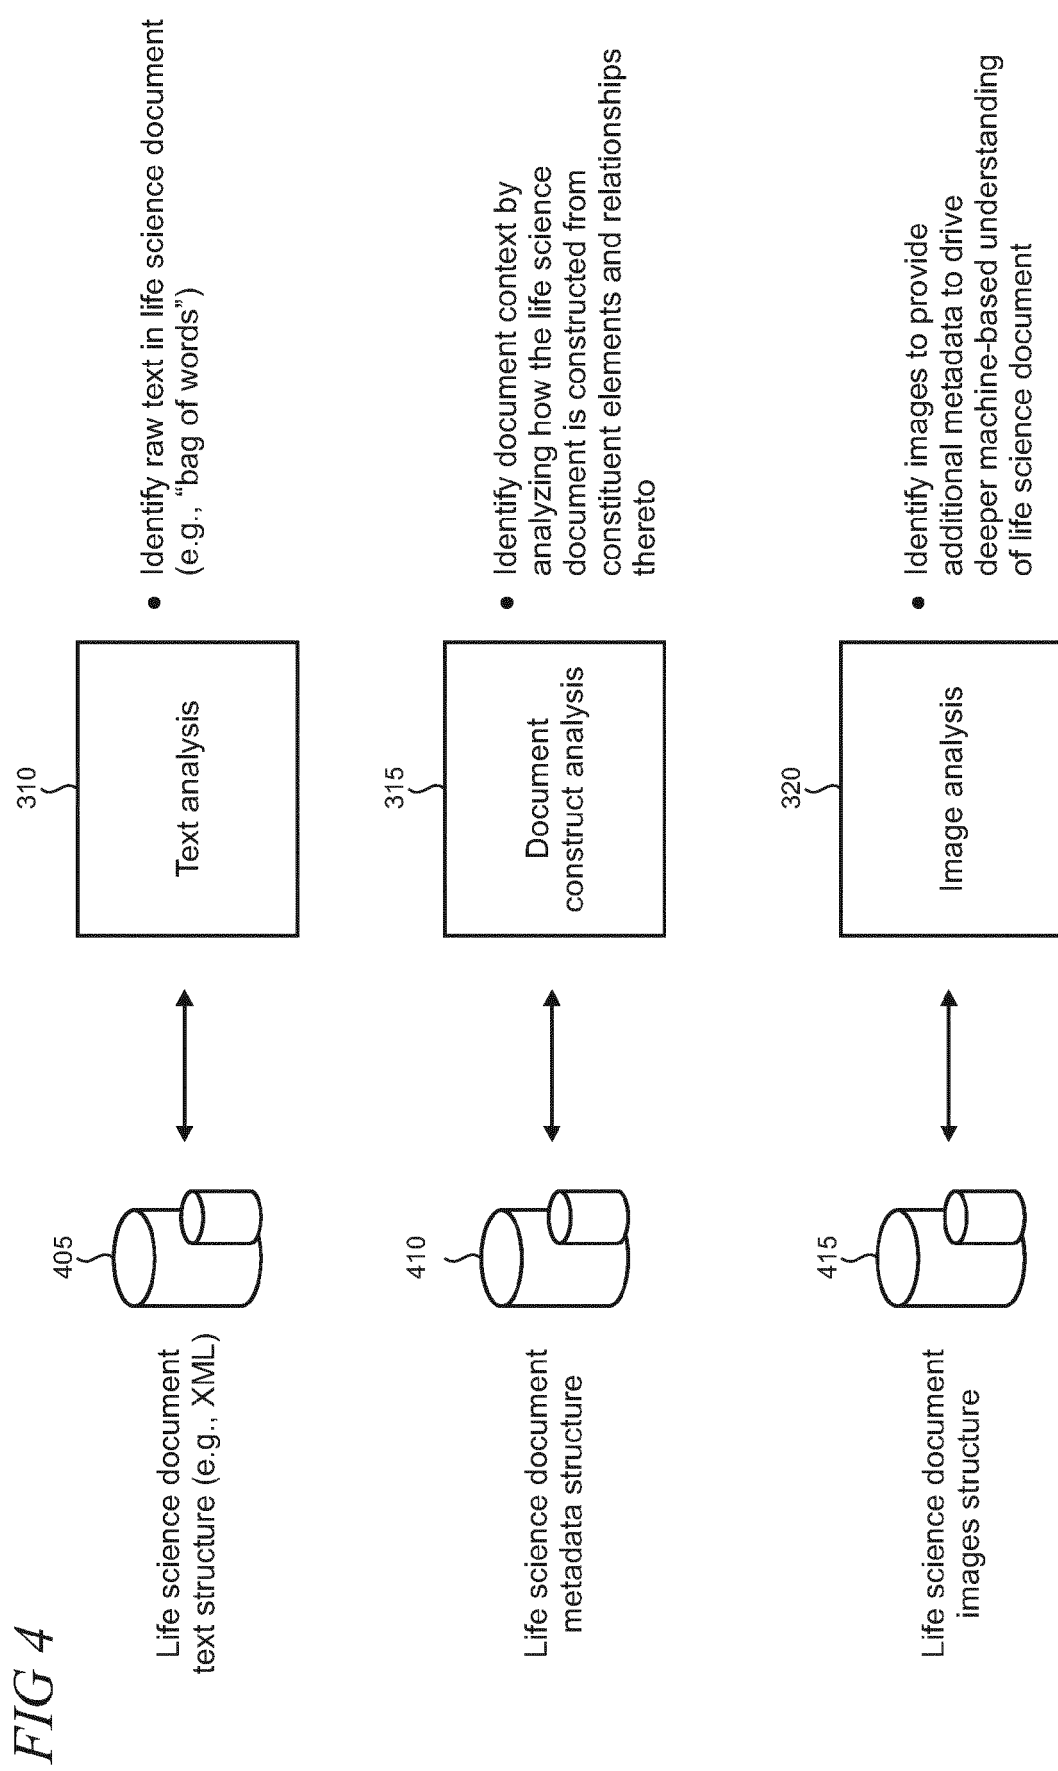 FIG 4
Life science document
text structure (e.g., XML)
405
310
Text analysis
• Identify raw text in life science document
(e.g., “bag of words”)
Life science document
metadata structure
410
315
Document
construct analysis
• Identify document context by
analyzing how the life science
document is constructed from
constituent elements and relationships
thereto
Life science document
images structure
415
320
Image analysis
• Identify images to provide
additional metadata to drive
deeper machine-based understanding
of life science document